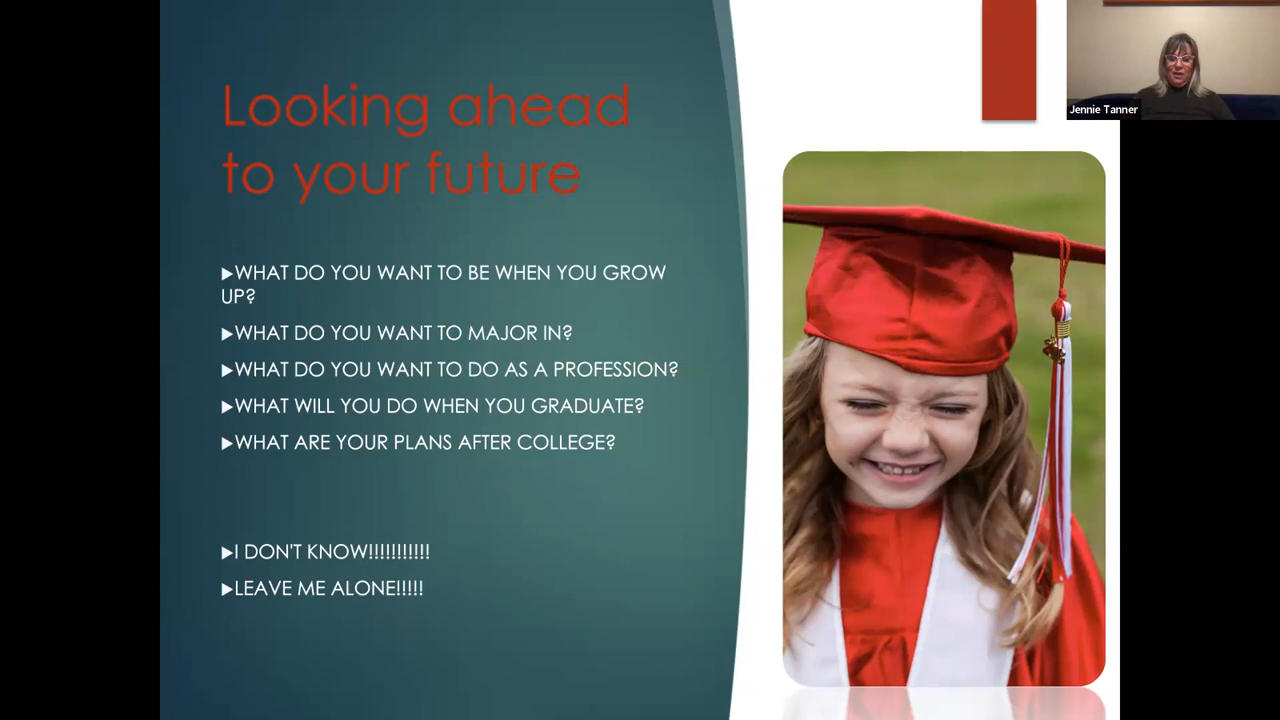 Looking ahead
to your future
WHAT DO YOU WANT TO BE WHEN YOU GROW
UP?
WHAT DO YOU WANT TO MAJOR IN?
WHAT DO YOU WANT TO DO AS A PROFESSION?
WHAT WILL YOU DO WHEN YOU GRADUATE?
WHAT ARE YOUR PLANS AFTER COLLEGE?
I DON'T KNOW!!!!!!!!!!!
LEAVE ME ALONE!!!!!
Jennie Tanner